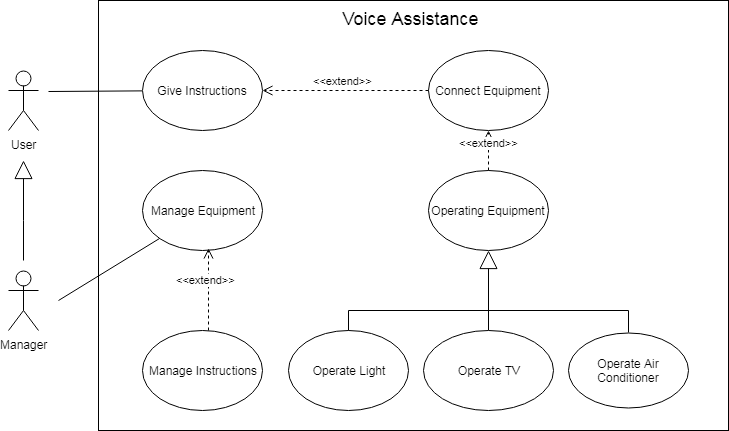 Voice Assistance
Give Instructions
<<extend>>
Connect Equipment
User
<<extend>>
Manage Equipment
Operating Equipment
<<extend>>
Manager
Manage Instructions
Operate Light
Operate TV
Operate Air
Conditioner